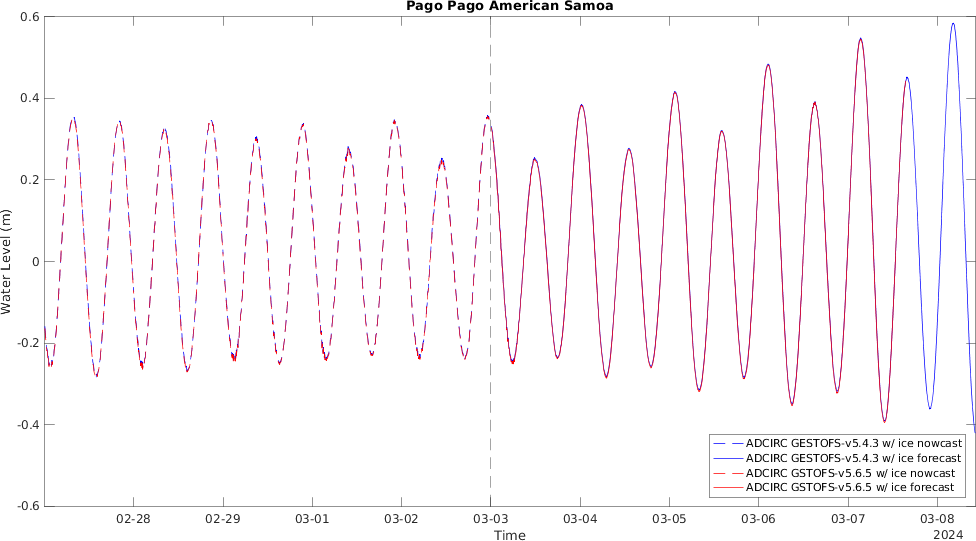 Pago Pago American Samoa
0.6
0.4
0.2
0
-0.2
-0.4
-0.6
Water Level (m)
ADCIRC GESTOFS-v5.4.3 w/ ice nowcast
ADCIRC GESTOFS-v5.4.3 w/ ice forecast
ADCIRC GSTOFS-v5.6.5 w/ ice nowcast
ADCIRC GSTOFS-v5.6.5 w/ ice forecast
02-28 02-29 03-01 03-02 03-03 03-04 03-05 03-06 03-07 03-08
Time
2024